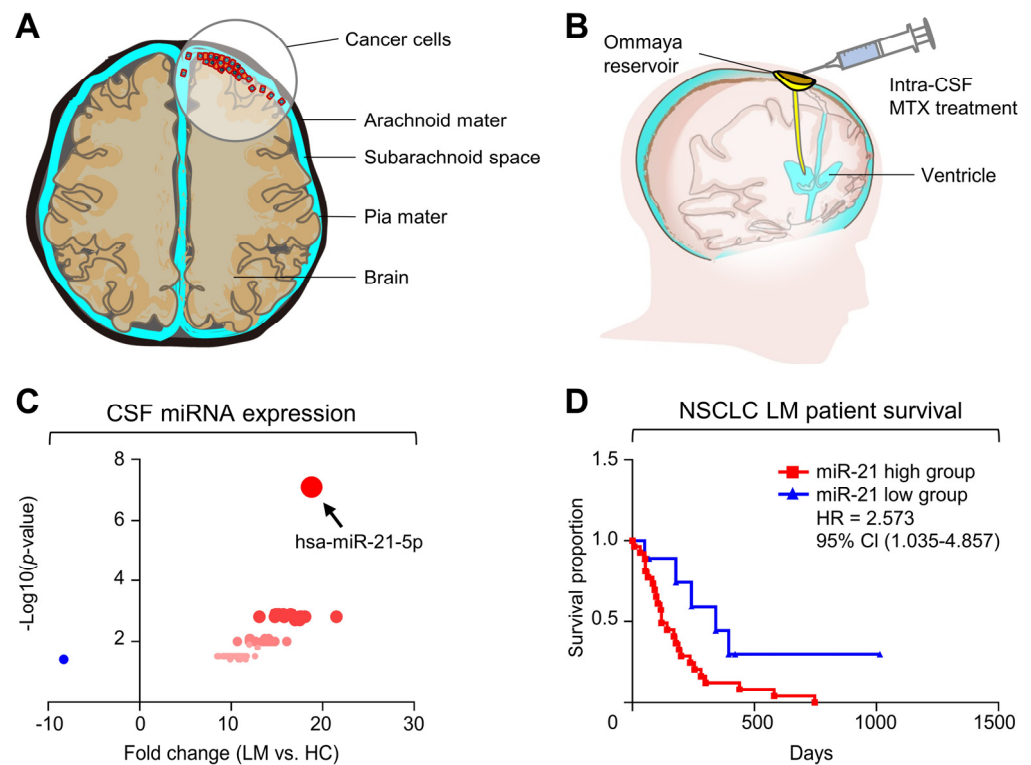 A
Cancer cells
Arachnoid mater
Subarachnoid space
Pia mater
Brain
B
Ommaya
reservoir
Intra-CSF
MTX treatment
Ventricle
C
CSF miRNA expression
-Log10(p-value)
8
6
4
2
hsa-miR-21-5p
-10
0
10
20
30
Fold change (LM vs. HC)
D
NSCLC LM patient survival
Survival proportion
1.5
1.0
0.5
miR-21 high group
miR-21 low group
HR = 2.573
95% CI (1.035-4.857)
0
500
1000
1500
Days